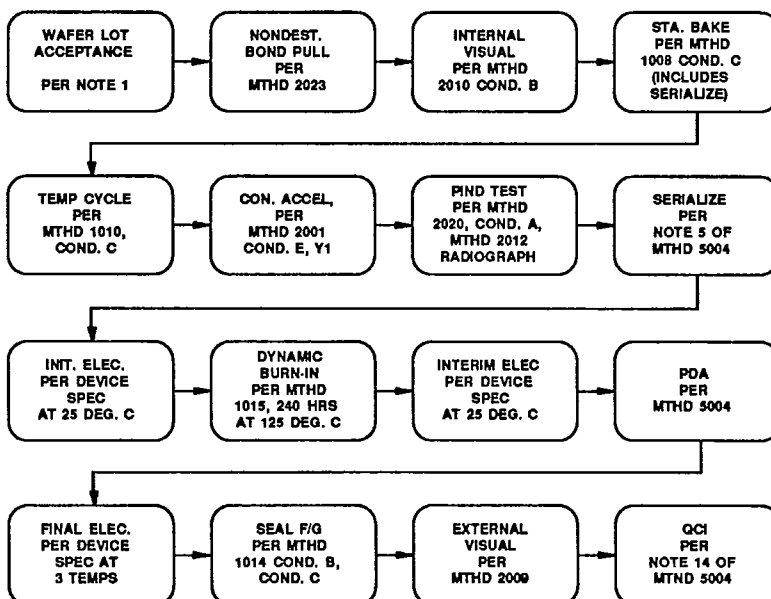 WAFER LOT
ACCEPTANCE
PER NOTE 1
NONDEST.
BOND PULL
PER
MTHD 2023
INTERNAL
VISUAL
PER MTHD
2010 COND. B
STA. BAKE
PER MTHD
1008 COND. C
(INCLUDES
SERIALIZE)
TEMP CYCLE
PER
MTHD 1010,
COND. C
CON. ACCEL,
PER
MTHD 2001
COND. E, Y1
PIND TEST
PER MTHD
2020, COND. A,
MTHD 2012
RADIOGRAPH
SERIALIZE
PER
NOTE 5 OF
MTHD 5004
INIT. ELEC.
PER DEVICE
SPEC
AT 25 DEG. C
DYNAMIC
BURN-IN
PER MTHD
1015, 240 HRS
AT 125 DEG. C
INTERIM ELEC
PER DEVICE
SPEC
AT 25 DEG. C
PDA
PER
MTHD 5004
FINAL ELEC.
PER DEVICE
SPEC AT
3 TEMPS
SEAL F/G
PER MTHD
1014 COND. B,
COND. C
EXTERNAL
VISUAL
PER
MTHD 2009
QCI
PER
NOTE 14 OF
MTND 5004